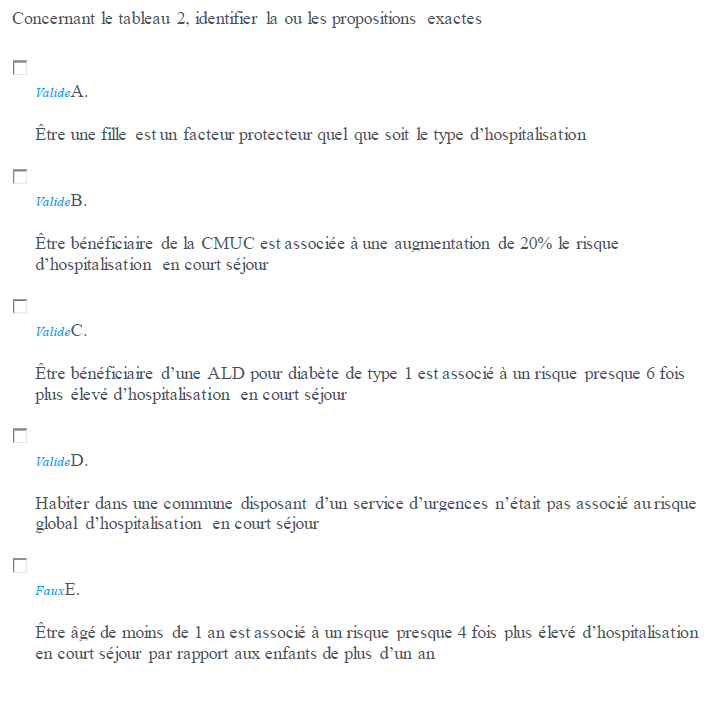 Concernant le tableau 2, identifier la ou les propositions exactes
ValideA.
Être une fille est un facteur protecteur quel que soit le type d’hospitalisation
ValideB.
Être bénéficiaire de la CMUC est associée à une augmentation de 20% le risque
d’hospitalisation en court séjour
ValideC.
Être bénéficiaire d’une ALD pour diabète de type 1 est associé à un risque presque 6 fois
plus élevé d’hospitalisation en court séjour
ValideD.
Habiter dans une commune disposant d’un service d’urgences n’était pas associé au risque
global d’hospitalisation en court séjour
FauxE.
Être âgé de moins de 1 an est associé à un risque presque 4 fois plus élevé d’hospitalisation
en court séjour par rapport aux enfants de plus d’un an